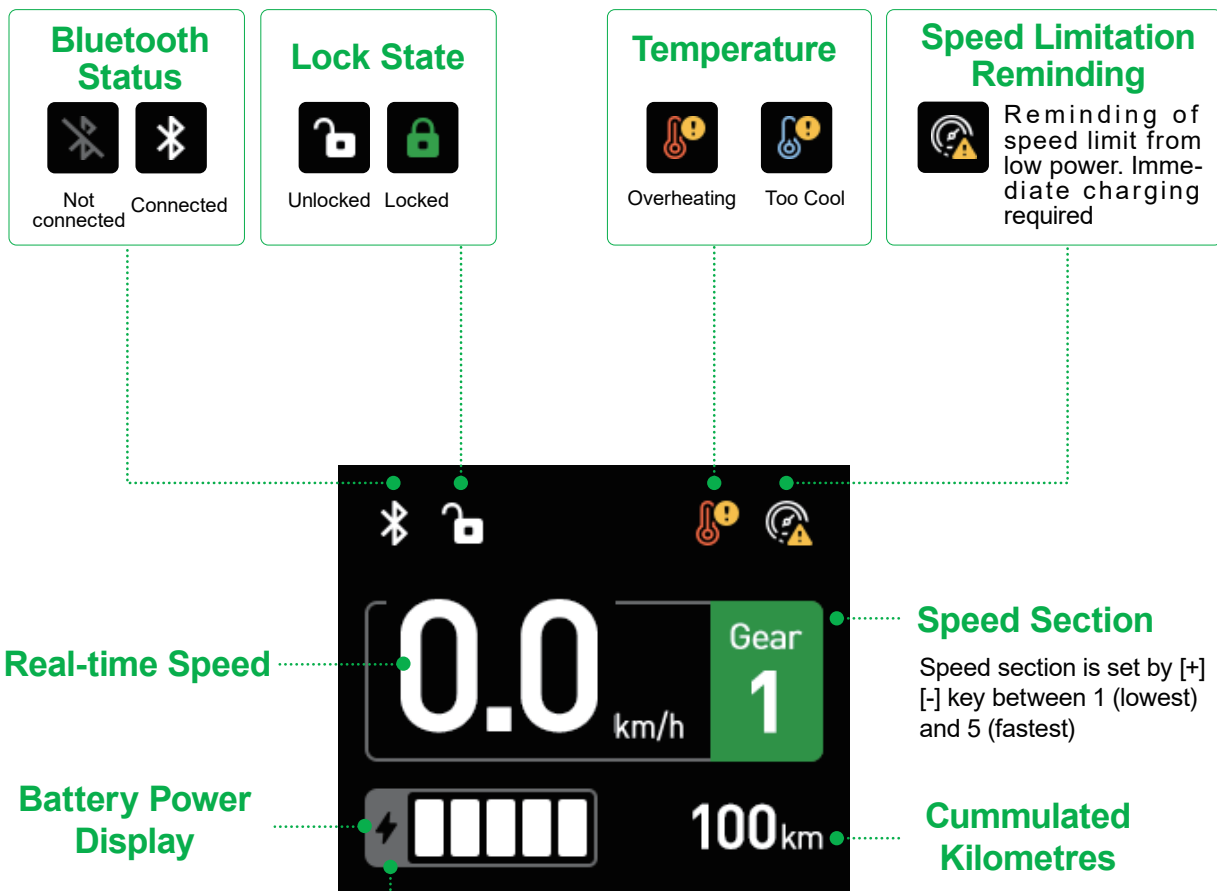 Bluetooth
Status
Not
connected
Connected
Lock State
Unlocked
Locked
Temperature
Overheating
Too Cool
Speed Limitation
Reminding
Reminding of
speed limit from
low power. Imme-
diate charging
required
Real-time Speed
0.0
km/h
Gear
1
Speed Section
Speed section is set by [+]
[-] key between 1 (lowest)
and 5 (fastest)
Battery Power
Display
100km
Cummulated
Kilometres